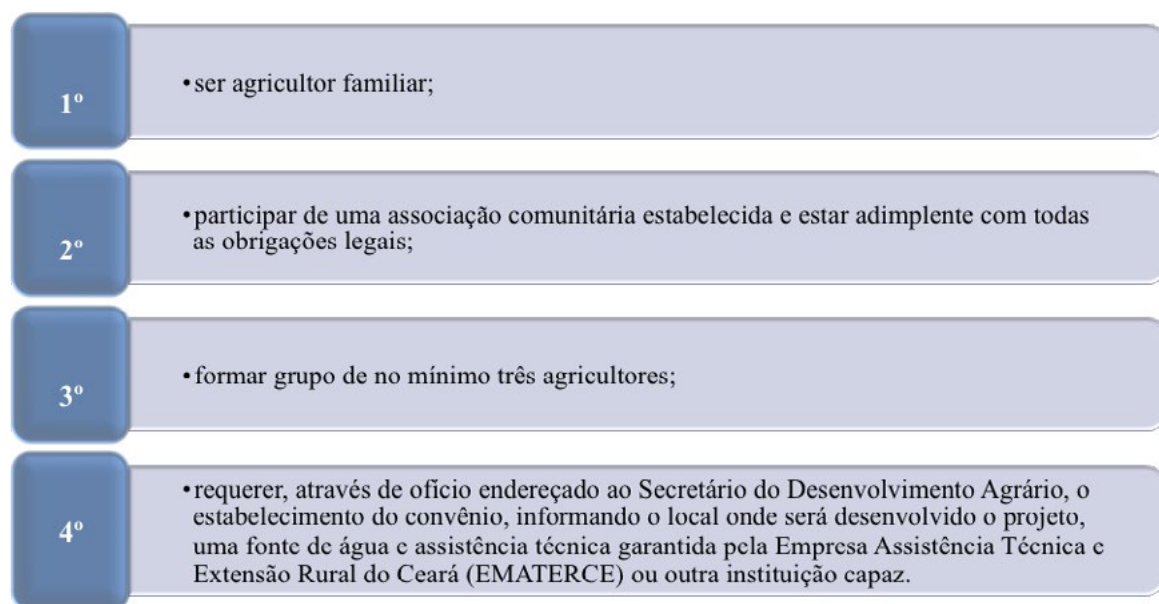 1º
•ser agricultor familiar;
2º
•participar de uma associação comunitária estabelecida e estar adimplente com todas
as obrigações legais;
3º
•formar grupo de no mínimo três agricultores;
4º
•requerer, através de ofício endereçado ao Secretário do Desenvolvimento Agrário, o
estabelecimento do convênio, informando o local onde será desenvolvido o projeto,
uma fonte de água e assistência técnica garantida pela Empresa Assistência Técnica e
Extensão Rural do Ceará (EMATERCE) ou outra instituição capaz.